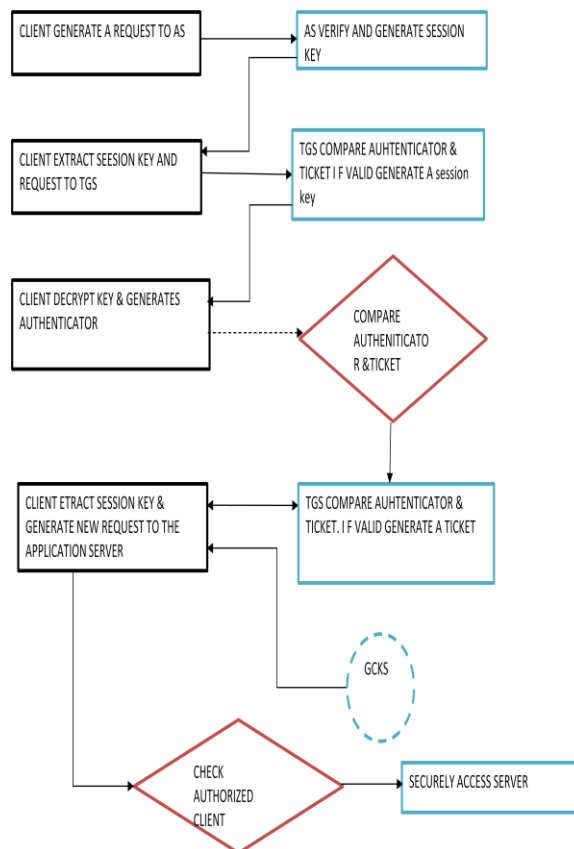 CLIENT GENERATE A REQUEST TO AS
AS VERIFY AND GENERATE SESSION
KEY
CLIENT EXTRACT SEESION KEY AND
REQUEST TO TGS
TGS COMPARE AUHTENTICATOR &
TICKET I F VALID GENERATE A session
key
CLIENT DECRYPT KEY & GENERATES
AUTHENTICATOR
COMPARE
AUTHENITICATO
R &TICKET
CLIENT ETRACT SESSION KEY &
GENERATE NEW REQUEST TO THE
APPLICATION SERVER
TGS COMPARE AUHTENTICATOR &
TICKET. I F VALID GENERATE A TICKET
GCKS
CHECK
AUTHORIZED
CLIENT
SECURELY ACCESS SERVER